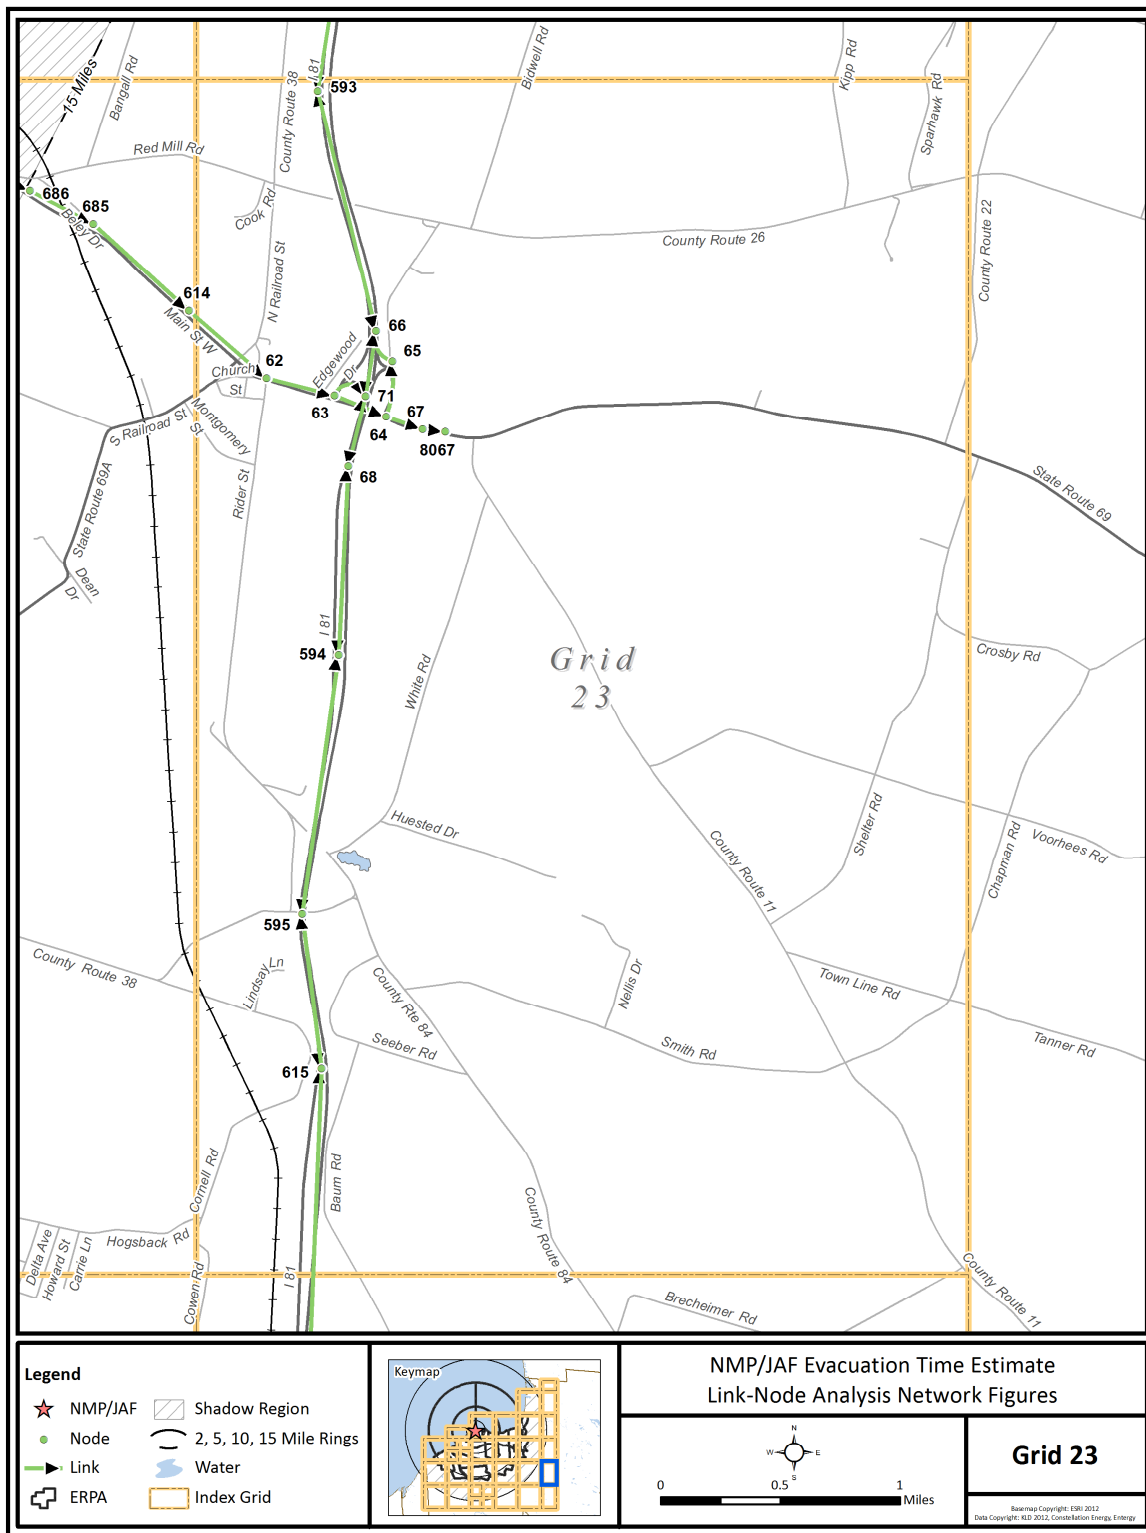 15 Miles
Bangall Rd
County Route 38
I 81
593
Bidwell Rd
Kipp Rd
Sparhawk Rd
Red Mill Rd
686
685
Beley Dr
Cook Rd
County Route 26
County Route 22
N Railroad St
614
Main St W
66
65
Edgewood
Dr
62
Church
St
63
71
64
67
8067
S Railroad St
Montgomery
St
68
State Route 69
State Route 69A
Rider St
Dean
Dr
I 81
594
White Rd
Grid
23
Crosby Rd
Huested Dr
County Route 11
Shelter Rd
Chapman Rd
Voorhees Rd
595
County Route 38
Lindsay Ln
County Rte 84
Nellis Dr
Town Line Rd
Seeber Rd
Smith Rd
Tanner Rd
615
Cornell Rd
Baum Rd
County Route 84
Delta Ave
Howard St
Carrie Ln
Hogsback Rd
Cowen Rd
I 81
Brecheimer Rd
County Route 11
Legend
NMP/JAF
Shadow Region
Node
2, 5, 10, 15 Mile Rings
Link
Water
ERPA
Index Grid
Keymap
NMP/JAF Evacuation Time Estimate
Link-Node Analysis Network Figures
N
W
E
S
0
0.5
1
Miles
Grid 23
Basemap Copyright: ESRI 2012
Data Copyright: KLD 2012, Constellation Energy, Entergy